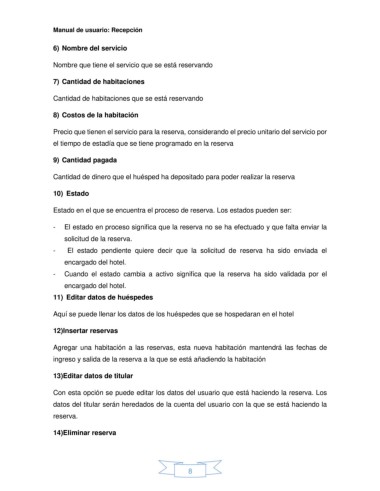 Manual de usuario: Recepción
6) Nombre del servicio
Nombre que tiene el servicio que se está reservando
7) Cantidad de habitaciones
Cantidad de habitaciones que se está reservando
8) Costos de la habitación
Precio que tienen el servicio para la reserva, considerando el precio unitario del servicio por
el tiempo de estadía que se tiene programado en la reserva
9) Cantidad pagada
Cantidad de dinero que el huésped ha depositado para poder realizar la reserva
10) Estado
Estado en el que se encuentra el proceso de reserva. Los estados pueden ser:
- El estado en proceso significa que la reserva no se ha efectuado y que falta enviar la
solicitud de la reserva.
- El estado pendiente quiere decir que la solicitud de reserva ha sido enviada el
encargado del hotel.
- Cuando el estado cambia a activo significa que la reserva ha sido validada por el
encargado del hotel.
11) Editar datos de huéspedes
Aquí se puede llenar los datos de los huéspedes que se hospedaran en el hotel
12)Insertar reservas
Agregar una habitación a las reservas, esta nueva habitación mantendrá las fechas de
ingreso y salida de la reserva a la que se está añadiendo la habitación
13)Editar datos de titular
Con esta opción se puede editar los datos del usuario que está haciendo la reserva. Los
datos del titular serán heredados de la cuenta del usuario con la que se está haciendo la
reserva.
14)Eliminar reserva
8